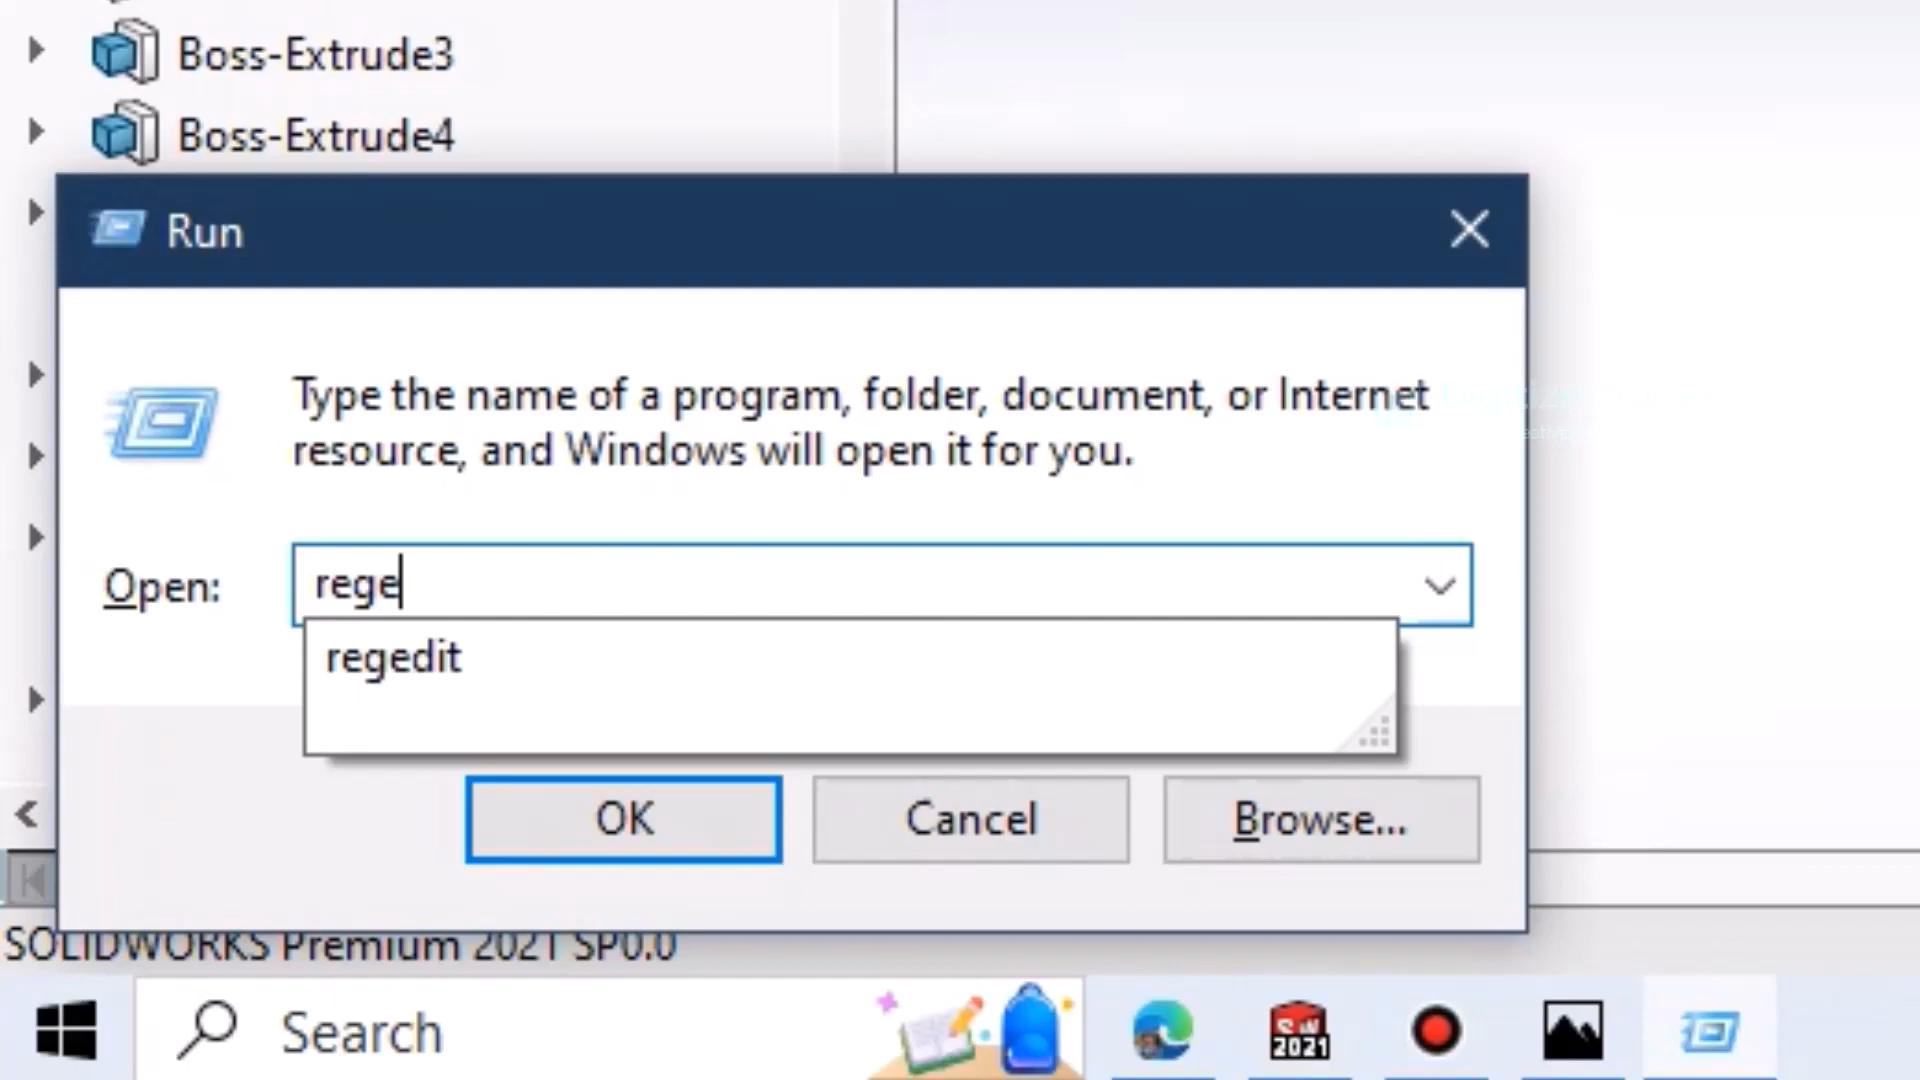 Boss-Extrude3
Boss-Extrude4
Run
Type the name of a program, folder, document, or Internet
resource, and Windows will open it for you.
Open:
rege
regedit
OK
Cancel
Browse...
SOLIDWORKS Premium 2021 SP0.0
Search
SW
2021